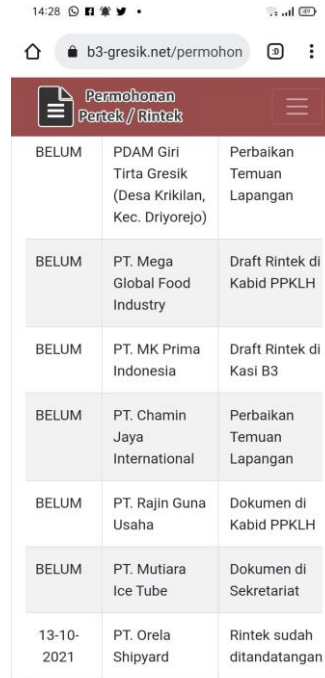 14:28
49
b3-gresik.net/permohon
:D
Permohonan
Pertek / Rintek
BELUM
PDAM Giri
Tirta Gresik
(Desa Krikilan,
Kec. Driyorejo)
Perbaikan
Temuan
Lapangan
BELUM
PT. Mega
Global Food
Industry
Draft Rintek di
Kabid PPKLH
BELUM
PT. MK Prima
Indonesia
Draft Rintek di
Kasi B3
BELUM
PT. Chamin
Jaya
International
Perbaikan
Temuan
Lapangan
BELUM
PT. Rajin Guna
Usaha
Dokumen di
Kabid PPKLH
BELUM
PT. Mutiara
Ice Tube
Dokumen di
Sekretariat
13-10-
2021
PT. Orela
Shipyard
Rintek sudah
ditandatangan